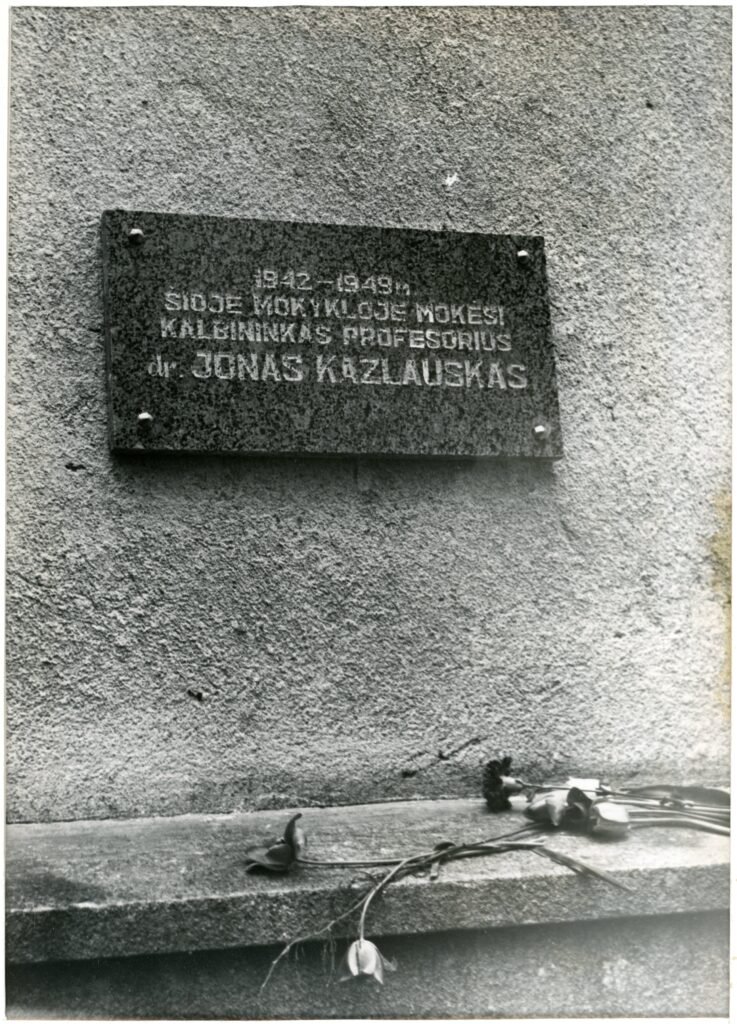 1942-1949 m
ŠIOJE MOKYKLOJE MOKĖSI
KALBININKAS PROFESORIUS
dr. JONAS KAZLAUSKAS